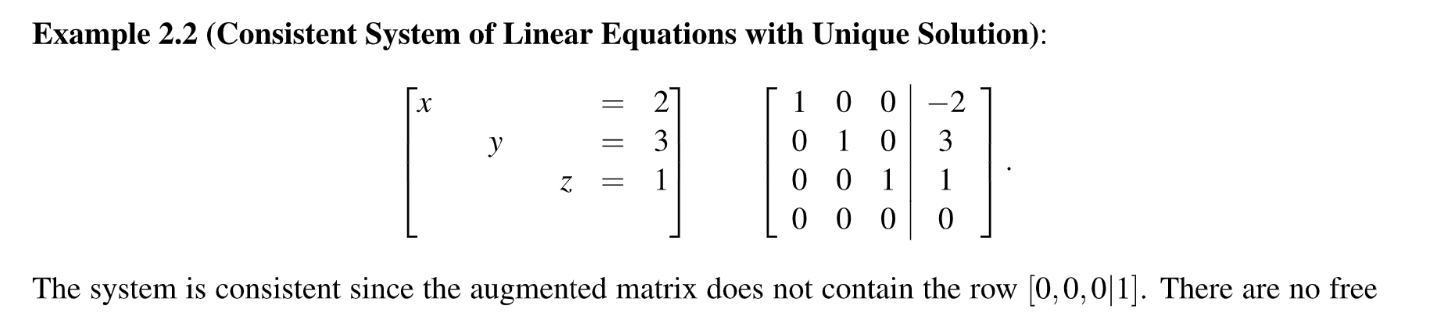 Example 2.2 (Consistent System of Linear Equations with Unique Solution):
x = 2 1 0 0 −2
y = 3 0 1 0 3
z = 1 0 0 1 1 .
0 0 0 0
The system is consistent since the augmented matrix does not contain the row [0,0,0|1]. There are no free